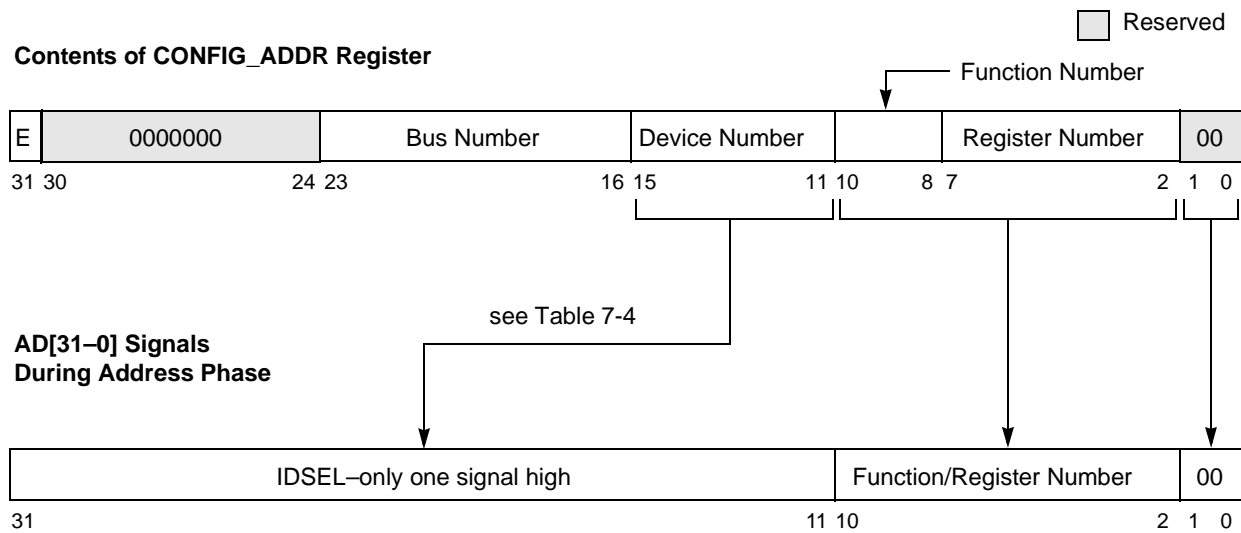 Reserved
Contents of CONFIG_ADDR Register
Function Number
E 0000000 Bus Number Device Number Register Number 00
31 30 24 23 16 15 11 10 8 7 2 1 0
see Table 7-4
AD[31–0] Signals
During Address Phase
IDSEL–only one signal high Function/Register Number 00
31 11 10 2 1 0